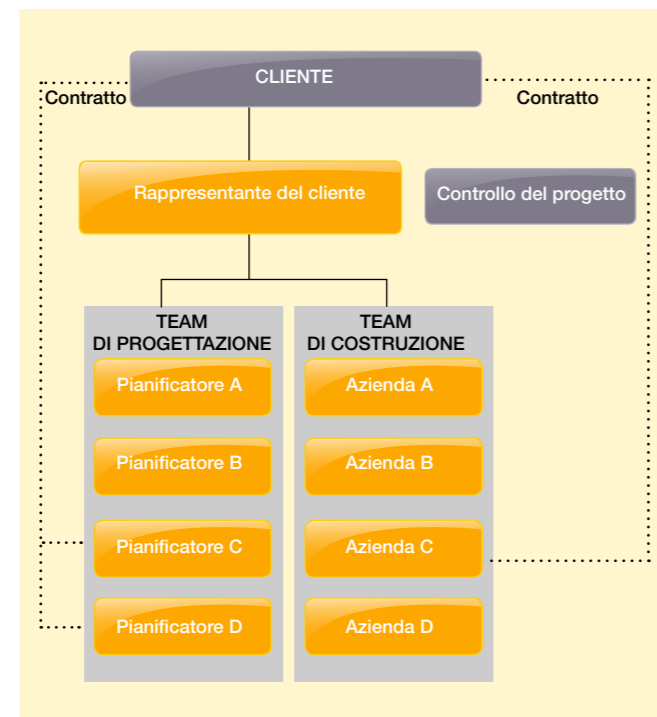 CLIENTE
Contratto
Contratto
Rappresentante del cliente
Controllo del progetto
TEAM
DI PROGETTAZIONE
Pianificatore A
Pianificatore B
Pianificatore C
Pianificatore D
TEAM
DI COSTRUZIONE
Azienda A
Azienda B
Azienda C
Azienda D